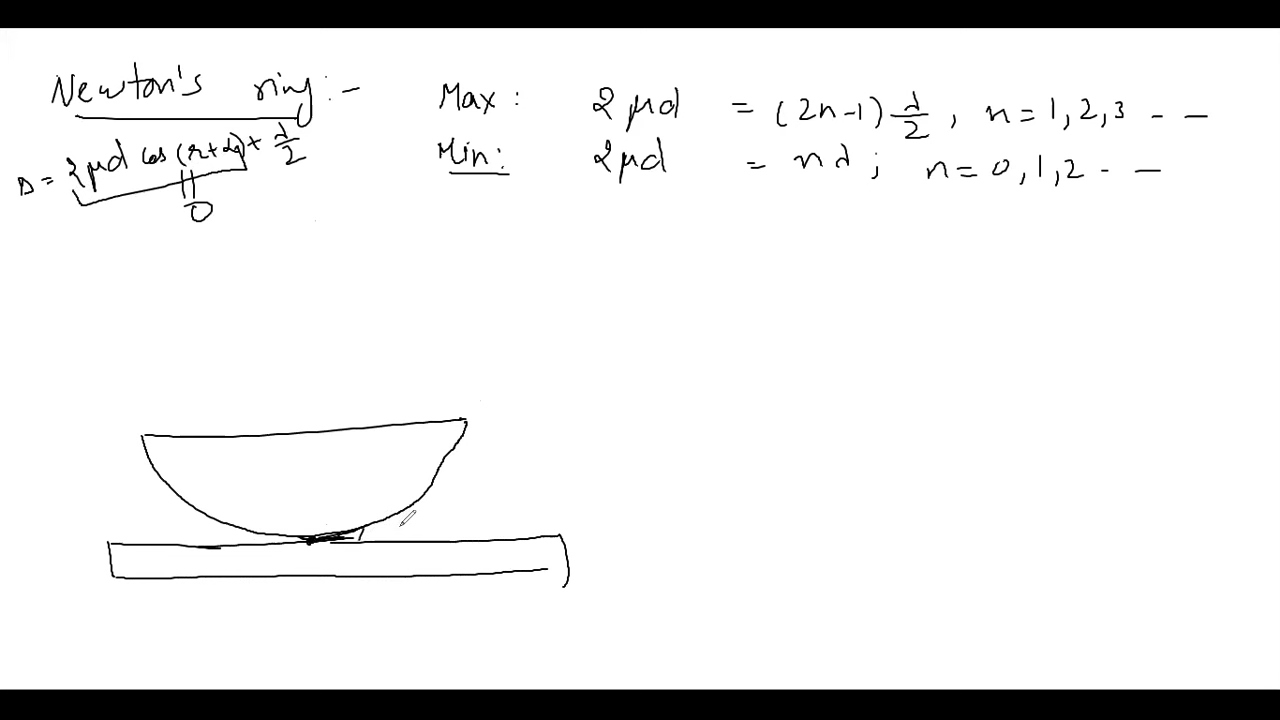 Newton's ring:-
Δ = 2μd cos (r+α) + λ/2
0
Max : 2μd = (2n-1) λ/2 , n = 1, 2, 3 - -
Min: 2μd = nλ ; n = 0, 1, 2 - -